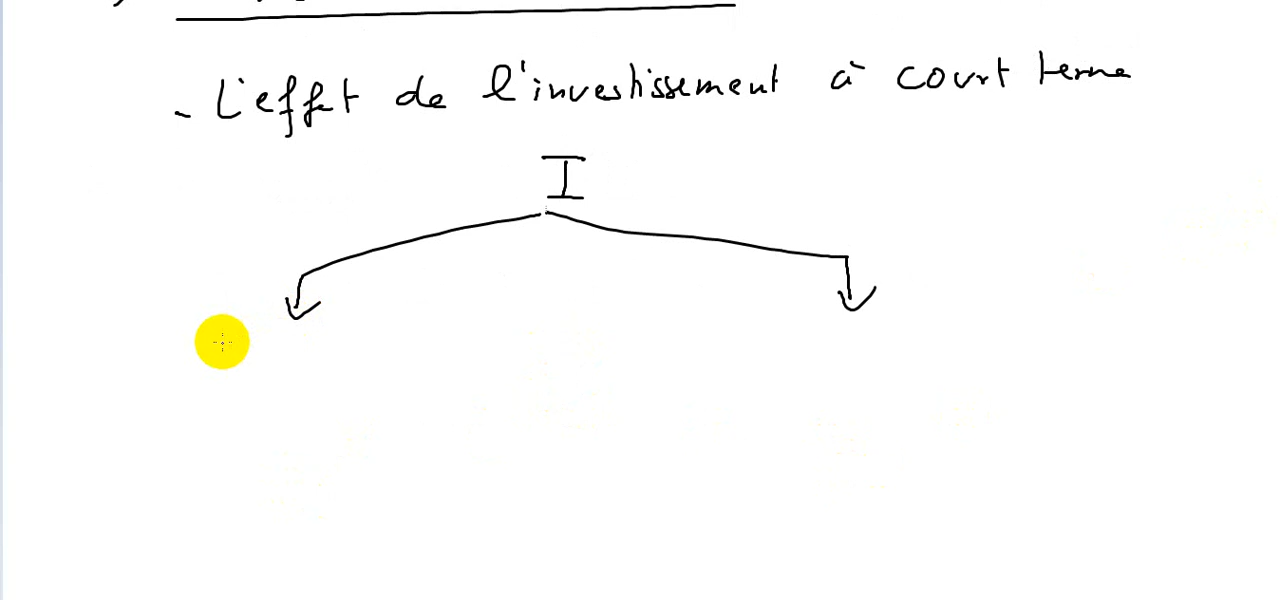 - L'effet de l'investissement à court terme
I